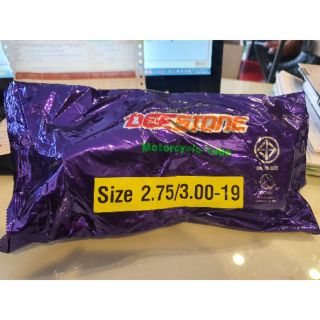 DEESTONE
Motorcycle Tube
Size 2.75/3.00-19